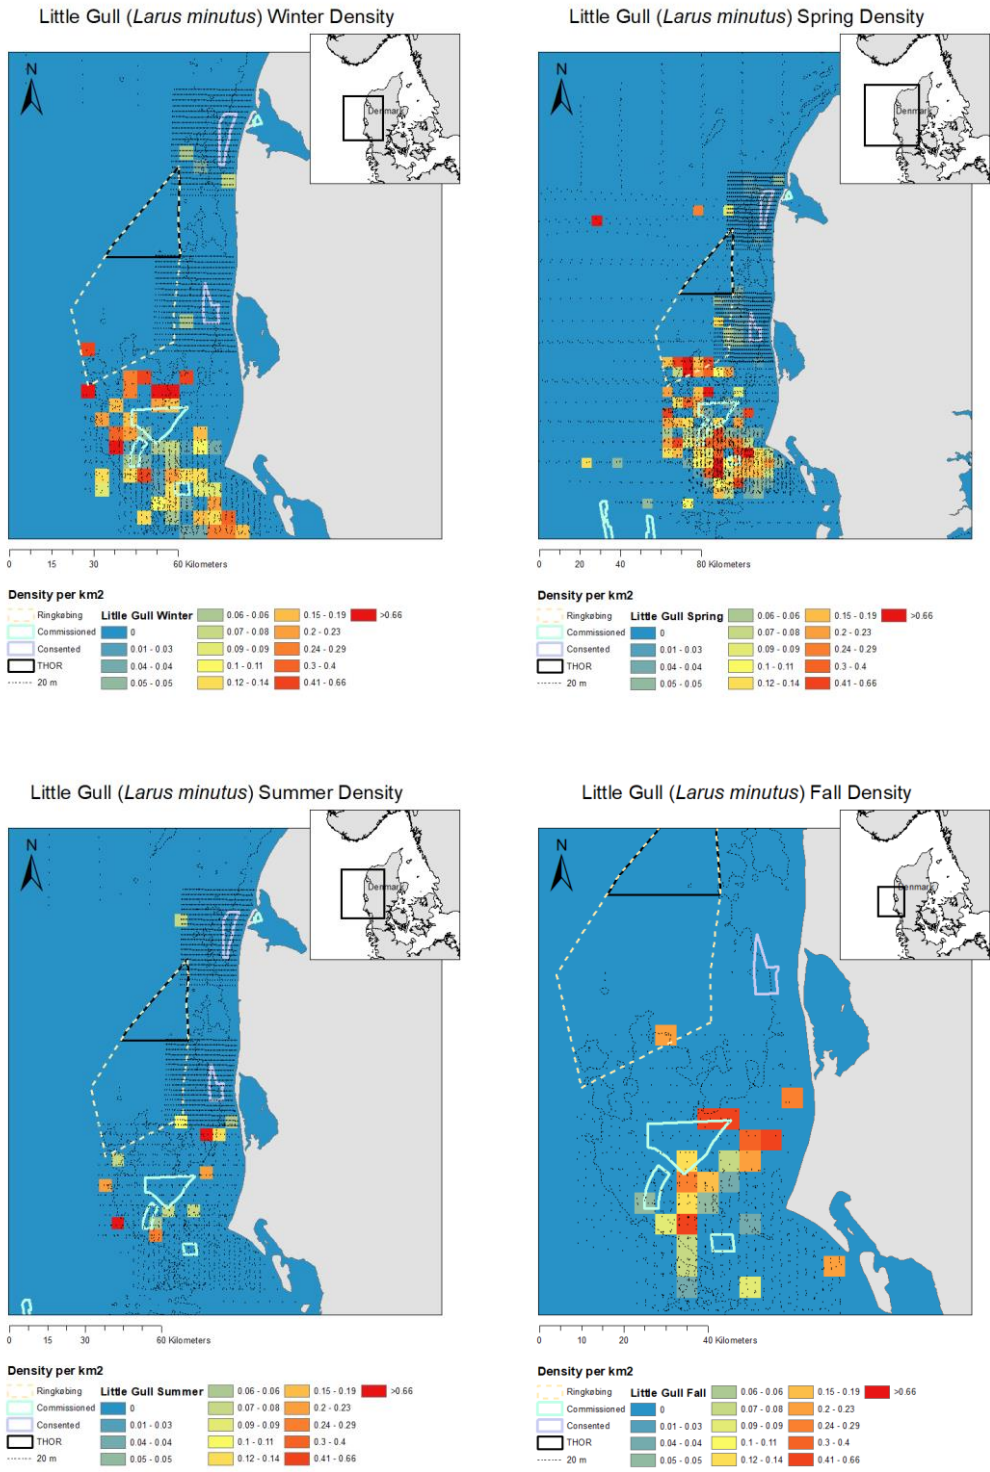 Little Gull (Larus minutus) Winter Density
N
Denmark
0 15 30 60 Kilometers
Density per km2
Ringkøbing
Commissioned
Consented
THOR
20 m
Little Gull Winter
0
0.01 - 0.03
0.04 - 0.04
0.05 - 0.05
0.06 - 0.06
0.07 - 0.08
0.09 - 0.09
0.1 - 0.11
0.12 - 0.14
0.15 - 0.19
0.2 - 0.23
0.24 - 0.29
0.3 - 0.4
0.41 - 0.66
>0.66
Little Gull (Larus minutus) Spring Density
N
Denmark
0 20 40 80 Kilometers
Density per km2
Ringkøbing
Commissioned
Consented
THOR
20 m
Little Gull Spring
0
0.01 - 0.03
0.04 - 0.04
0.05 - 0.05
0.06 - 0.06
0.07 - 0.08
0.09 - 0.09
0.1 - 0.11
0.12 - 0.14
0.15 - 0.19
0.2 - 0.23
0.24 - 0.29
0.3 - 0.4
0.41 - 0.66
>0.66
Little Gull (Larus minutus) Summer Density
N
Denmark
0 15 30 60 Kilometers
Density per km2
Ringkøbing
Commissioned
Consented
THOR
20 m
Little Gull Summer
0
0.01 - 0.03
0.04 - 0.04
0.05 - 0.05
0.06 - 0.06
0.07 - 0.08
0.09 - 0.09
0.1 - 0.11
0.12 - 0.14
0.15 - 0.19
0.2 - 0.23
0.24 - 0.29
0.3 - 0.4
0.41 - 0.66
>0.66
Little Gull (Larus minutus) Fall Density
N
Denmark
0 10 20 40 Kilometers
Density per km2
Ringkøbing
Commissioned
Consented
THOR
20 m
Little Gull Fall
0
0.01 - 0.03
0.04 - 0.04
0.05 - 0.05
0.06 - 0.06
0.07 - 0.08
0.09 - 0.09
0.1 - 0.11
0.12 - 0.14
0.15 - 0.19
0.2 - 0.23
0.24 - 0.29
0.3 - 0.4
0.41 - 0.66
>0.66